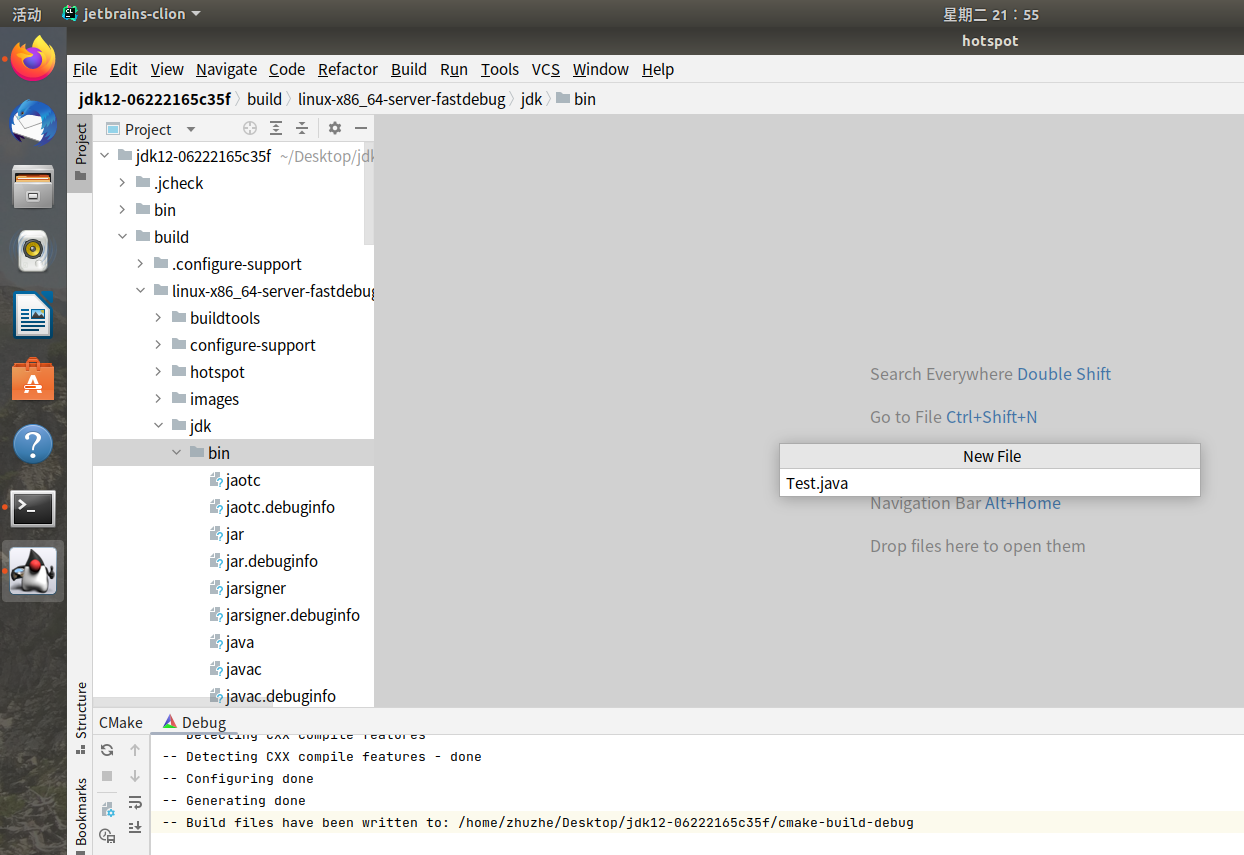 活动 jetbrains-clion 星期二 21：55
hotspot
File Edit View Navigate Code Refactor Build Run Tools VCS Window Help
jdk12-06222165c35f build linux-x86_64-server-fastdebug jdk bin
Project
Project
jdk12-06222165c35f ~/Desktop/jdk
.jcheck
bin
build
.configure-support
linux-x86_64-server-fastdebug
buildtools
configure-support
hotspot
images
jdk
bin
jaotc
jaotc.debuginfo
jar
jar.debuginfo
jarsigner
jarsigner.debuginfo
java
javac
javac.debuginfo
Search Everywhere Double Shift
Go to File Ctrl+Shift+N
New File
Test.java
Navigation Bar Alt+Home
Drop files here to open them
Structure
Bookmarks
CMake Debug
-- Detecting CXX compile features
-- Detecting CXX compile features - done
-- Configuring done
-- Generating done
-- Build files have been written to: /home/zhuzhe/Desktop/jdk12-06222165c35f/cmake-build-debug